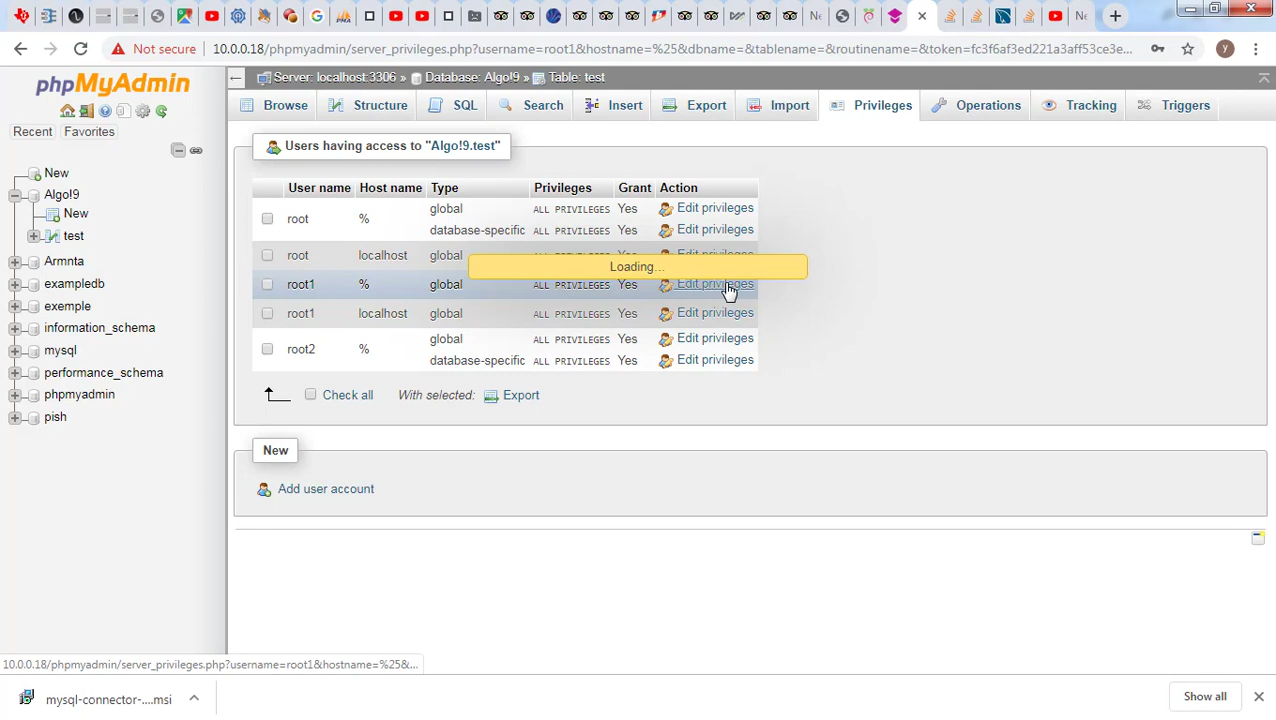 Ne
Ne
y
Not secure
10.0.0.18/phpmyadmin/server_privileges.php?username=root1&hostname=%25&dbname=&tablename=&routinename=&token=fc3f6af3ed221a3aff53ce3e...
phpMyAdmin
Server: localhost:3306 » Database: Algo!9 » Table: test
Browse Structure SQL Search Insert Export Import Privileges Operations Tracking Triggers
Recent Favorites
New
Algo!9
New
test
Armnta
exampledb
exemple
information_schema
mysql
performance_schema
phpmyadmin
pish
Users having access to "Algo!9.test"
User name Host name Type Privileges Grant Action
root % global ALL PRIVILEGES Yes Edit privileges
database-specific ALL PRIVILEGES Yes Edit privileges
root localhost global
Loading...
root1 % global ALL PRIVILEGES Yes Edit privileges
root1 localhost global ALL PRIVILEGES Yes Edit privileges
root2 % global ALL PRIVILEGES Yes Edit privileges
database-specific ALL PRIVILEGES Yes Edit privileges
Check all With selected: Export
New
Add user account
10.0.0.18/phpmyadmin/server_privileges.php?username=root1&hostname=%25&...
mysql-connector-....msi
Show all